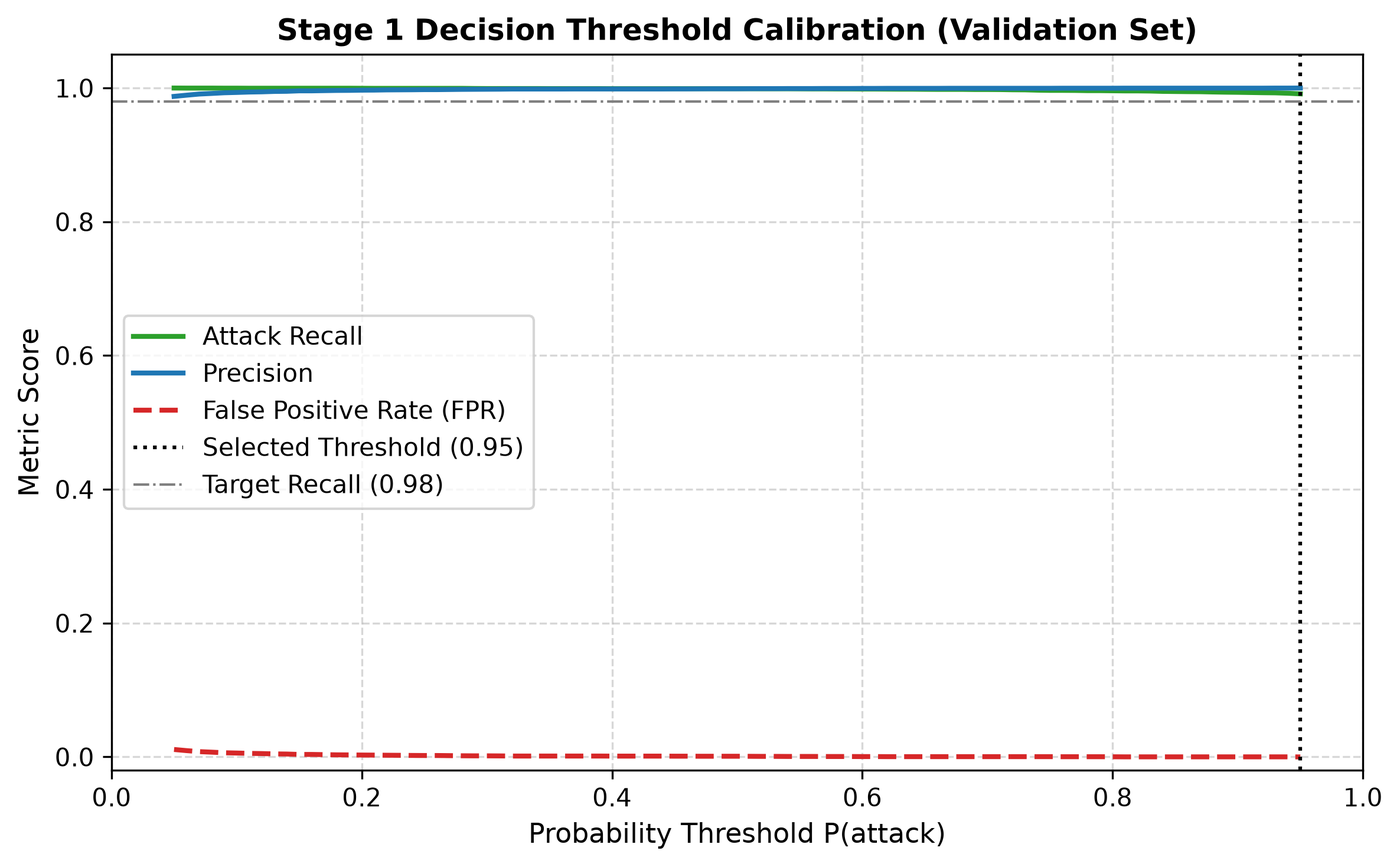 Stage 1 Decision Threshold Calibration (Validation Set)
Metric Score
1.0
0.8
0.6
0.4
0.2
0.0
Attack Recall
Precision
False Positive Rate (FPR)
Selected Threshold (0.95)
Target Recall (0.98)
0.0 0.2 0.4 0.6 0.8 1.0
Probability Threshold P(attack)